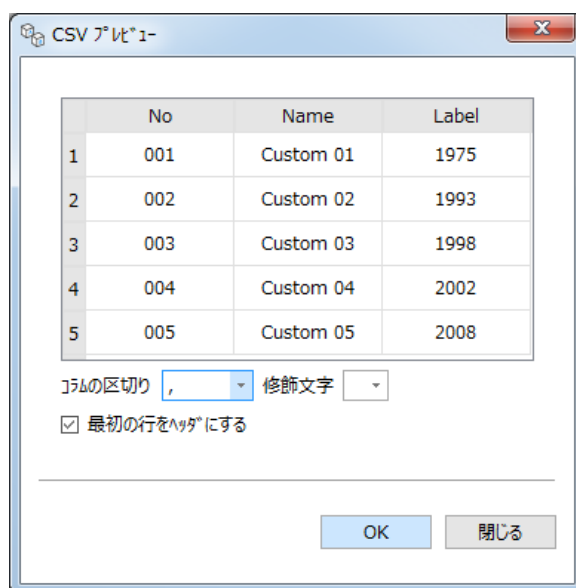 CSV ﾌﾟﾚﾋﾞｭｰ
No Name Label
1 001 Custom 01 1975
2 002 Custom 02 1993
3 003 Custom 03 1998
4 004 Custom 04 2002
5 005 Custom 05 2008
ｺﾗﾑの区切り , 修飾文字
最初の行をﾍｯﾀﾞにする
OK 閉じる